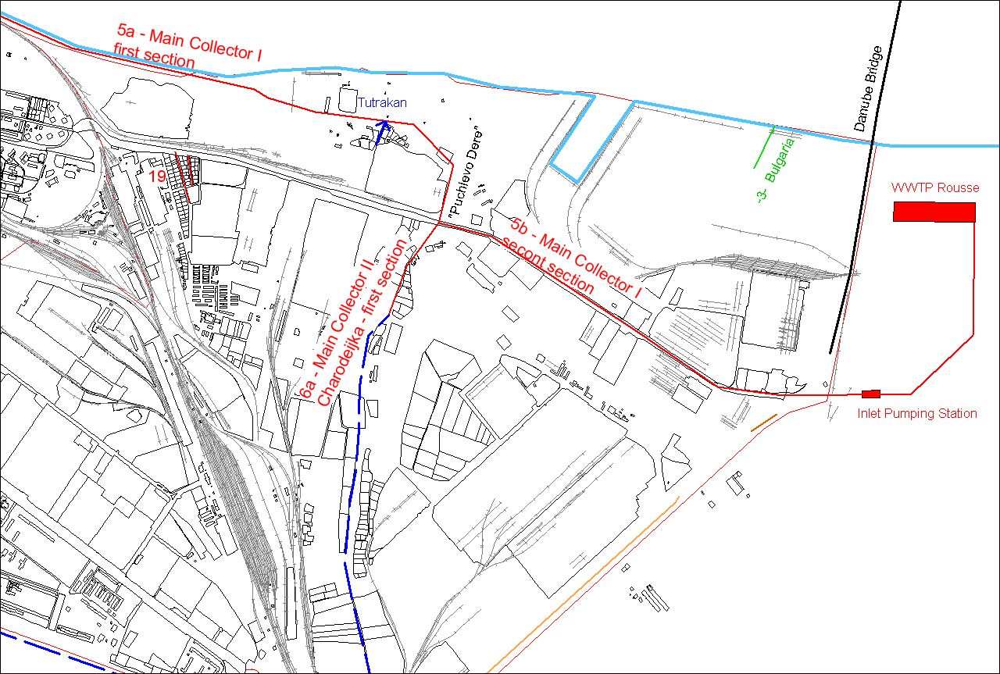 5a - Main Collector I
first section
Danube Bridge
Tutrakan
"Puchlevo Dere"
-3- Bulgaria
19
WWTP Rousse
5b - Main Collector I
secont section
6a - Main Collector II
Charodeijka - first section
Inlet Pumping Station